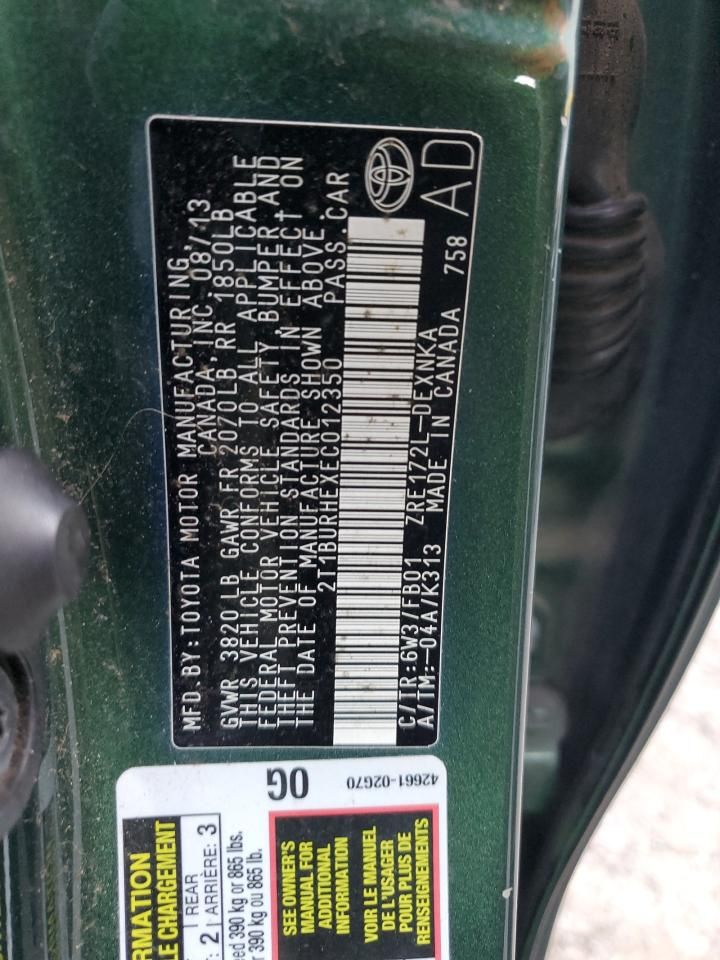 MFD.BY:TOYOTA MOTOR MANUFACTURING,
CANADA,INC. 08/13
GVWR 3820 LB GAWR FR 2070LB,RR 1850LB
THIS VEHICLE CONFORMS TO ALL APPLICABLE
FEDERAL MOTOR VEHICLE SAFETY,BUMPER,AND
THEFT PREVENTION STANDARDS IN EFFECT ON
THE DATE OF MANUFACTURE SHOWN ABOVE.
2T1BURHEXEC012350 PASS.CAR
C/TR:6W3/FB01 ZRE172L-DEXNKA
A/TM:-04A/K313 MADE IN CANADA 758
AD
0G
42661-02G70
RMATION
LE CHARGEMENT
REAR
2 ARRIÈRE: 3
ed 390 kg or 865 lbs.
390 kg ou 865 lb.
SEE OWNER'S
MANUAL FOR
ADDITIONAL
INFORMATION
VOIR LE MANUEL
DE L'USAGER
POUR PLUS DE
RENSEIGNEMENTS